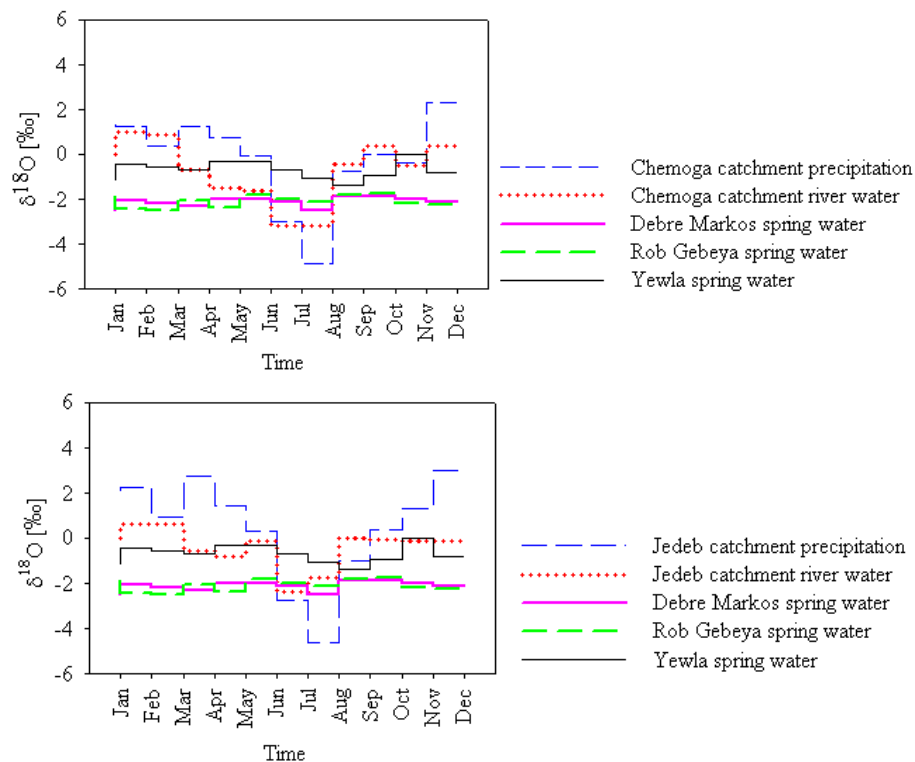 6
4
2
0
-2
-4
-6
δ18O [‰]
Jan
Feb
Mar
Apr
May
Jun
Jul
Aug
Sep
Oct
Nov
Dec
Time
Chemoga catchment precipitation
Chemoga catchment river water
Debre Markos spring water
Rob Gebeya spring water
Yewla spring water
6
4
2
0
-2
-4
-6
δ18O [‰]
Jan
Feb
Mar
Apr
May
Jun
Jul
Aug
Sep
Oct
Nov
Dec
Time
Jedeb catchment precipitation
Jedeb catchment river water
Debre Markos spring water
Rob Gebeya spring water
Yewla spring water